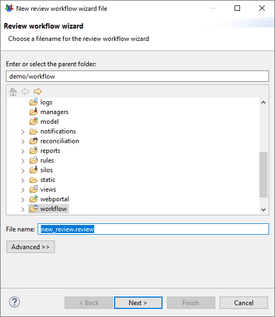 New review workflow wizard file
Review workflow wizard
Choose a filename for the review workflow wizard
Enter or select the parent folder:
demo/workflow
logs
managers
model
notifications
reconciliation
reports
rules
silos
static
views
webportal
workflow
File name: new_review.review
Advanced >>
< Back Next > Finish Cancel